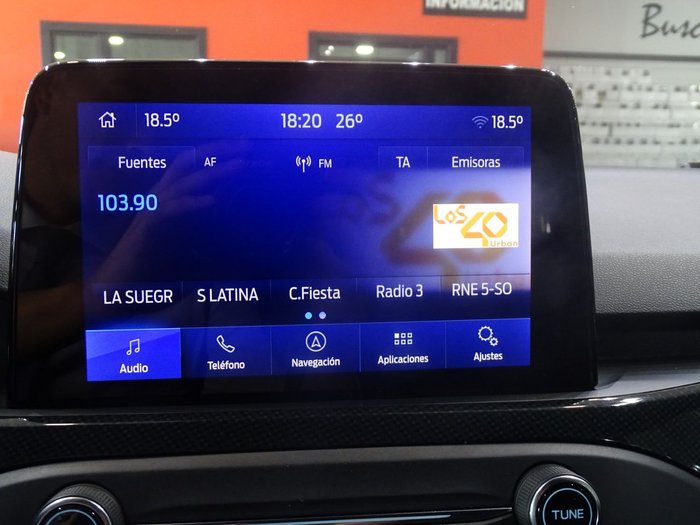 INFORMACIÓN
Busc
18.5º 18:20 26º 18.5º
Fuentes AF FM TA Emisoras
103.90
LOS 40 Urban
LA SUEGR S LATINA C.Fiesta Radio 3 RNE 5-SO
Audio Teléfono Navegación Aplicaciones Ajustes
TUNE